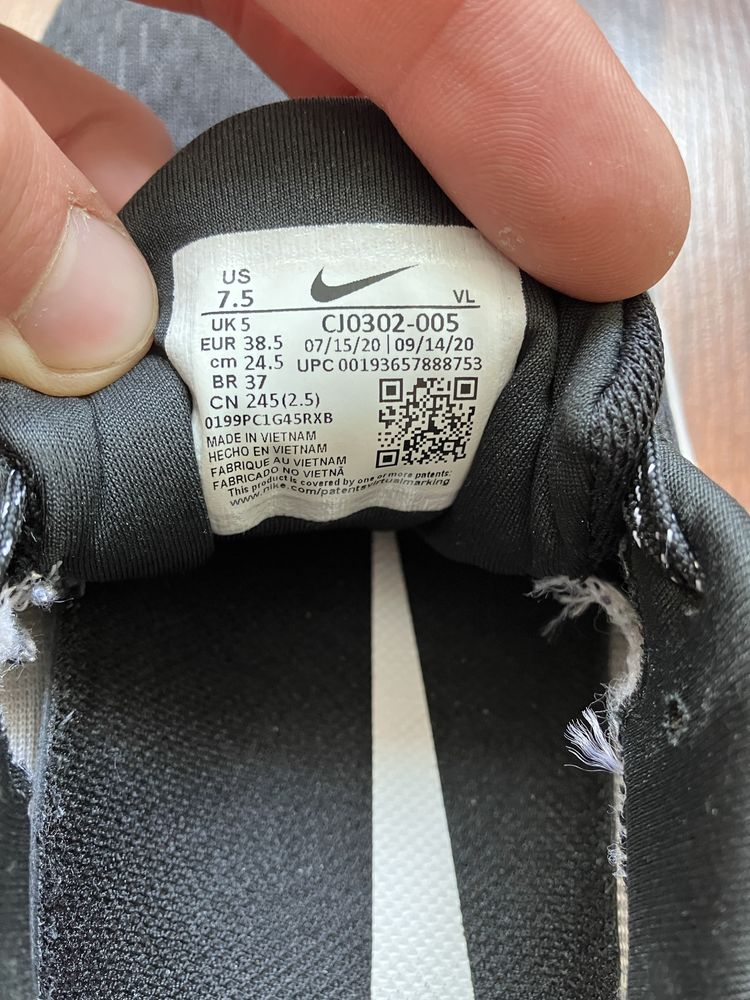 US
7.5
VL
UK 5
CJ0302-005
EUR 38.5
07/15/20 | 09/14/20
cm 24.5
UPC 00193657888753
BR 37
CN 245(2.5)
0199PC1G45RXB
MADE IN VIETNAM
HECHO EN VIETNAM
FABRIQUE AU VIETNAM
FABRICADO NO VIETNÃ
This product is covered by one or more patents:
www.nike.com/patentsvirtualmarking